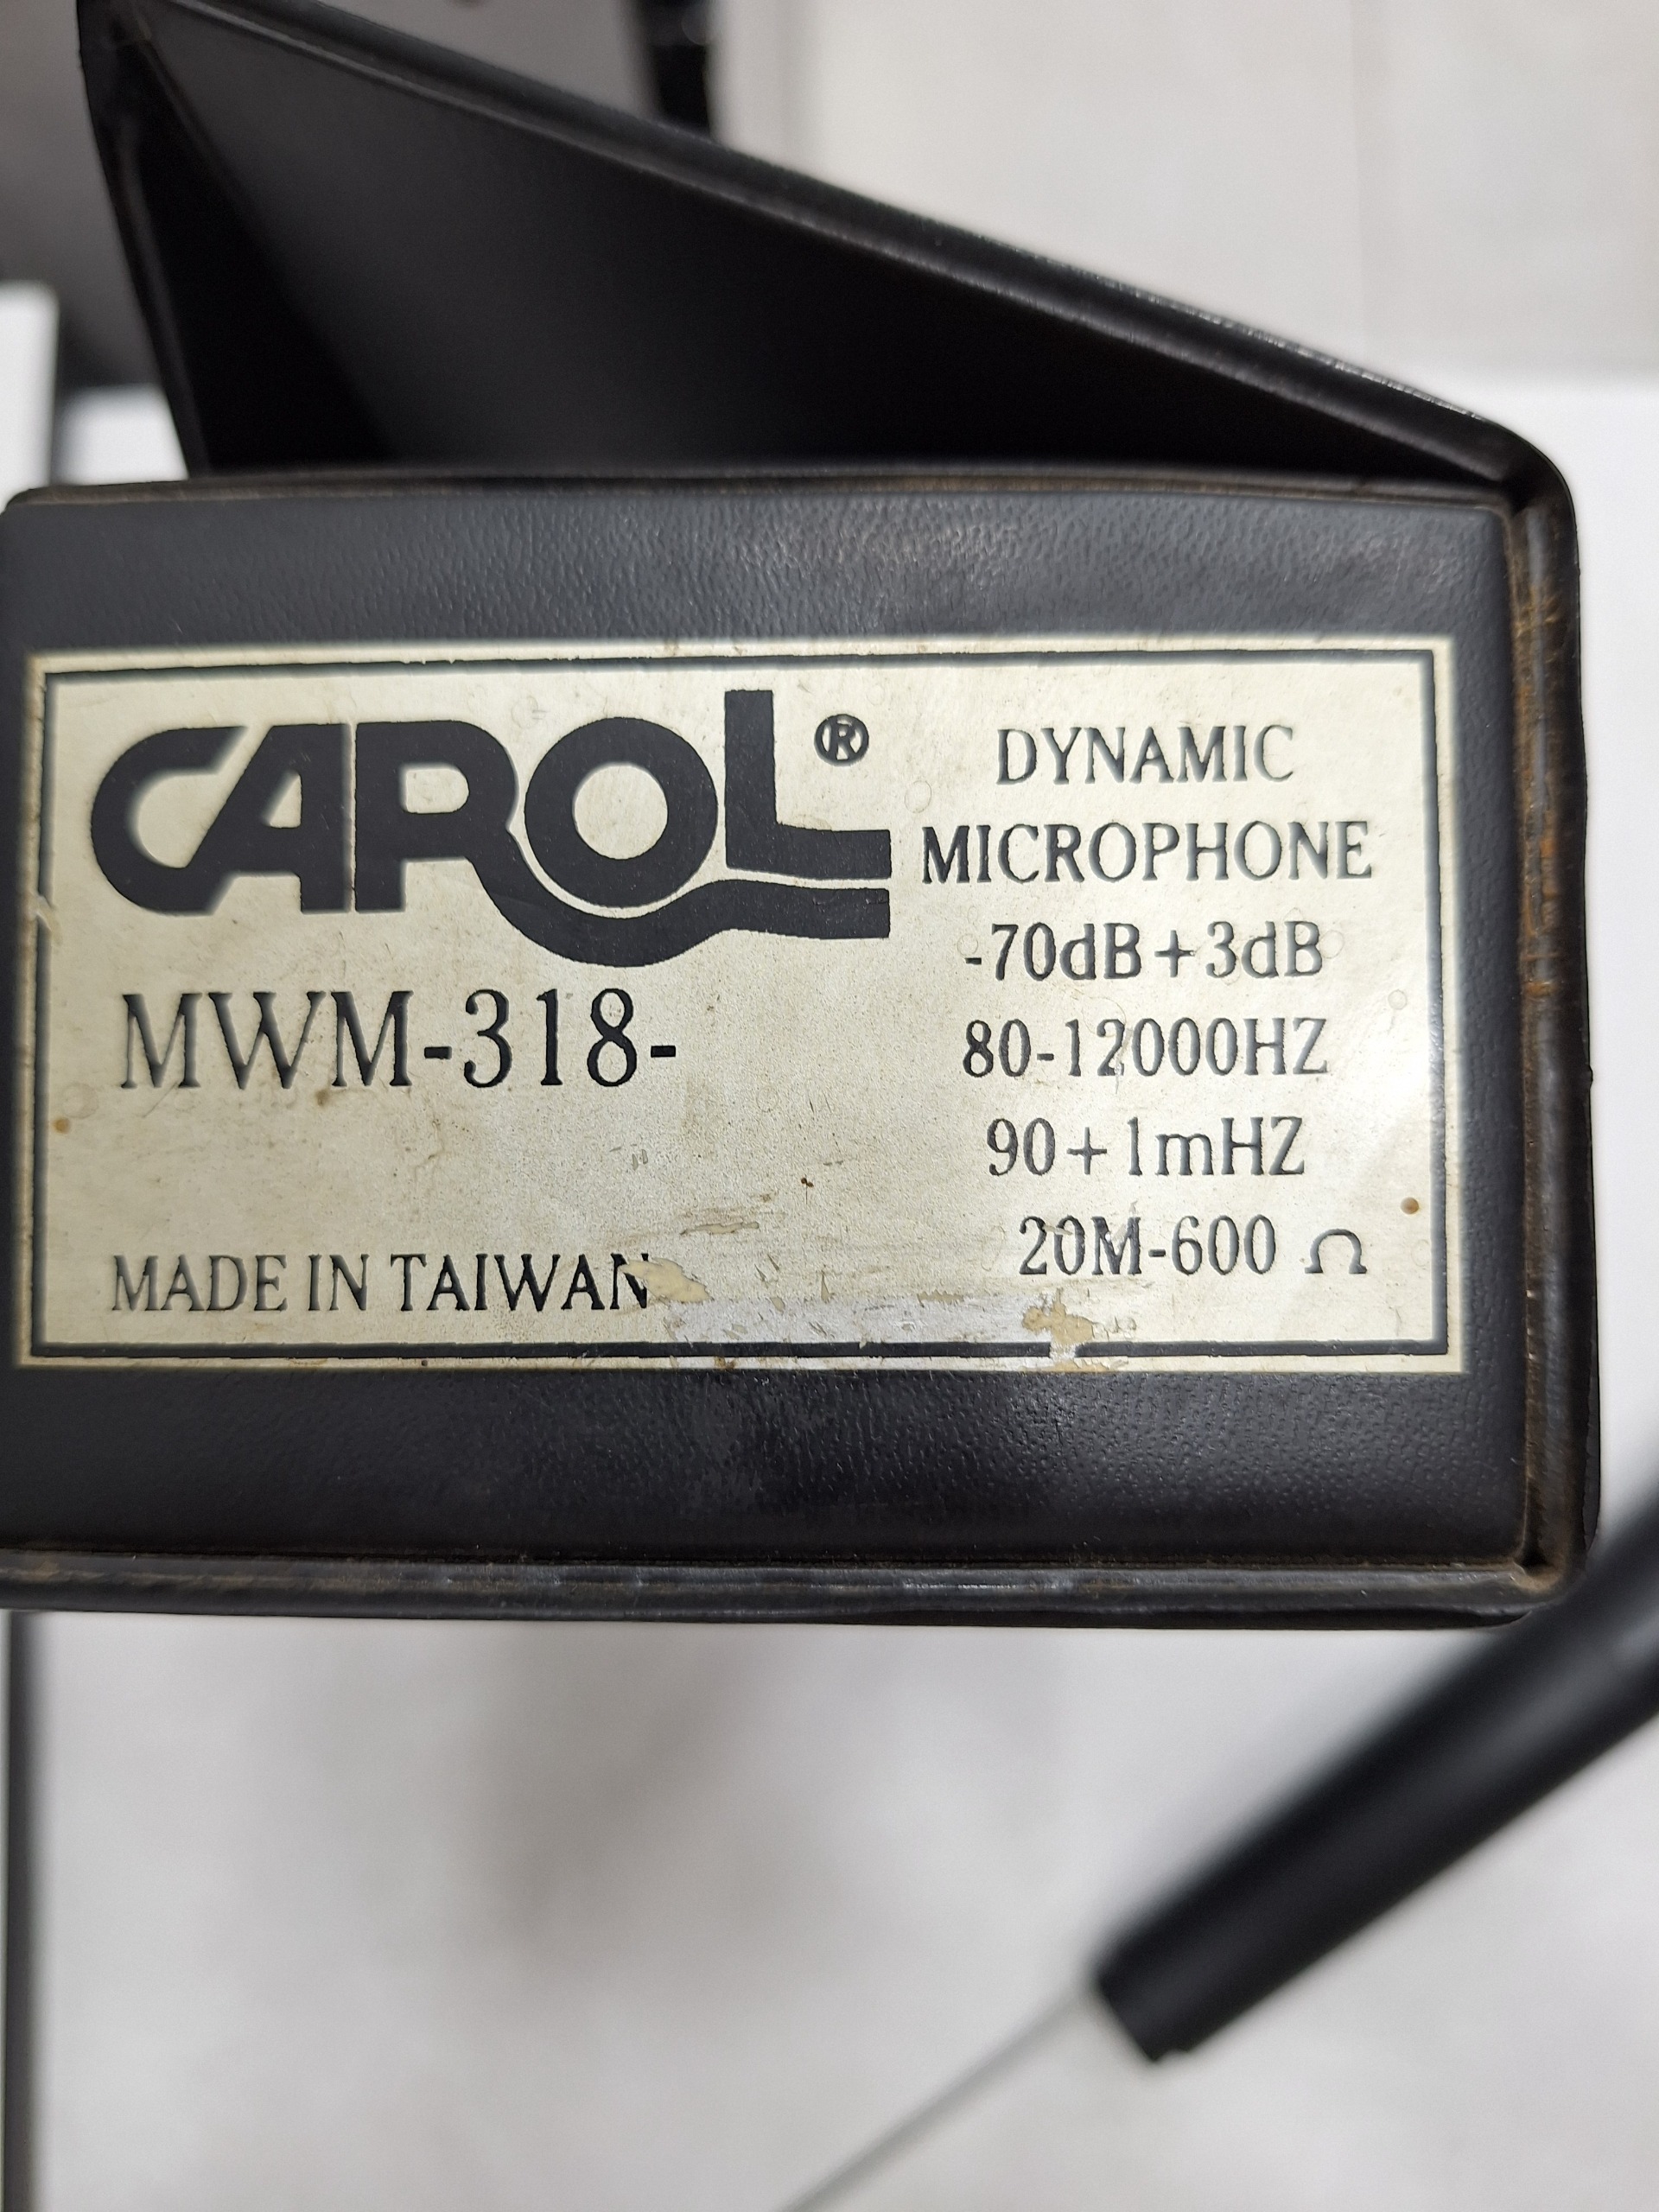 CAROL®
MWM-318-
MADE IN TAIWAN
DYNAMIC
MICROPHONE
-70dB+3dB
80-12000HZ
90+1mHZ
20M-600 Ω